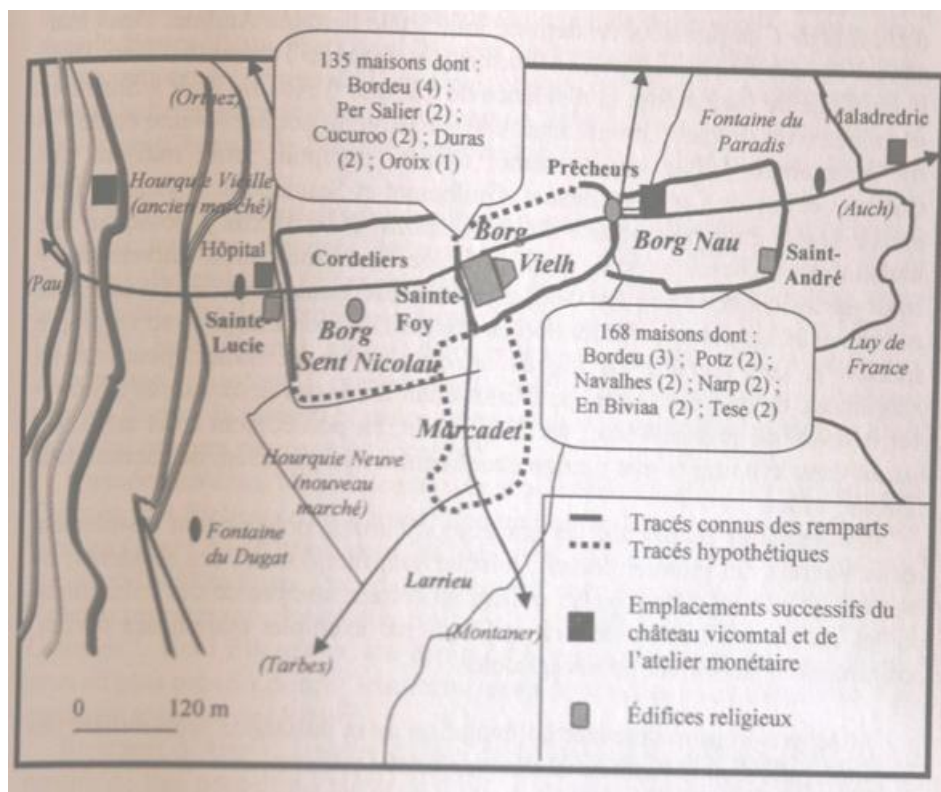 135 maisons dont :
Bordeu (4) ;
Per Salier (2) ;
Cucuroo (2) ; Duras
(2) ; Oroix (1)
(Orthez)
Hourquie Vieille
(ancien marché)
Fontaine du
Paradis
Maladredrie
Prêcheurs
(Auch)
Borg
Vielh
Borg Nau
Saint-
André
Hôpital
Cordeliers
(Pau)
Sainte-
Lucie
Borg
Sent Nicolau
Sainte-
Foy
168 maisons dont :
Bordeu (3) ; Potz (2) ;
Navalhes (2) ; Narp (2) ;
En Biviaa (2) ; Tese (2)
Luy de
France
Marcadet
Hourquie Neuve
(nouveau
marché)
Fontaine
du Dugat
Larrieu
(Montaner)
(Tarbes)
0 120 m
Tracés connus des remparts
Tracés hypothétiques
Emplacements successifs du
château vicomtal et de
l'atelier monétaire
Édifices religieux